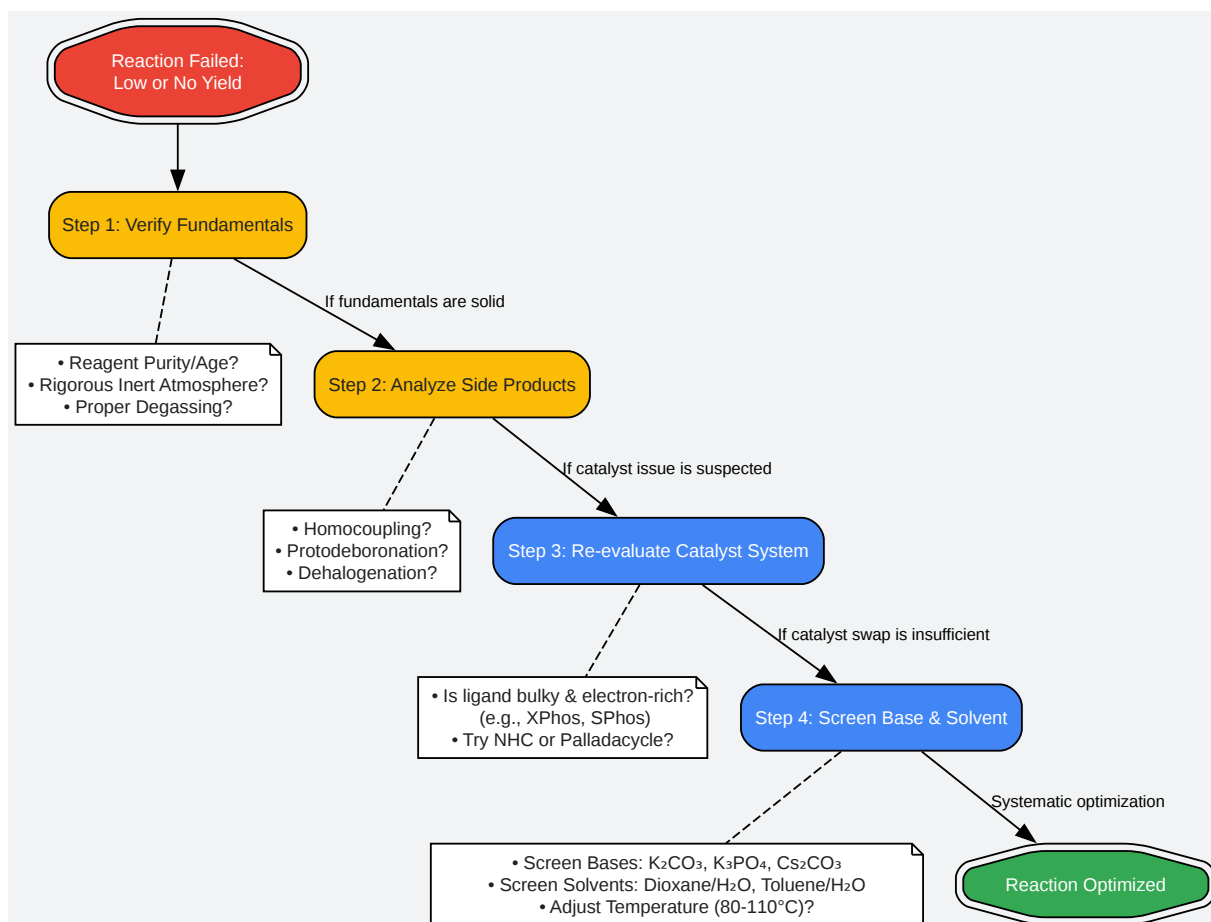 Reaction Failed:
Low or No Yield
Step 1: Verify Fundamentals
If fundamentals are solid
• Reagent Purity/Age?
• Rigorous Inert Atmosphere?
• Proper Degassing?
Step 2: Analyze Side Products
If catalyst issue is suspected
• Homocoupling?
• Protodeboronation?
• Dehalogenation?
Step 3: Re-evaluate Catalyst System
If catalyst swap is insufficient
• Is ligand bulky & electron-rich?
(e.g., XPhos, SPhos)
• Try NHC or Palladacycle?
Step 4: Screen Base & Solvent
Systematic optimization
• Screen Bases: K₂CO₃, K₃PO₄, Cs₂CO₃
• Screen Solvents: Dioxane/H₂O, Toluene/H₂O
• Adjust Temperature (80-110°C)?
Reaction Optimized